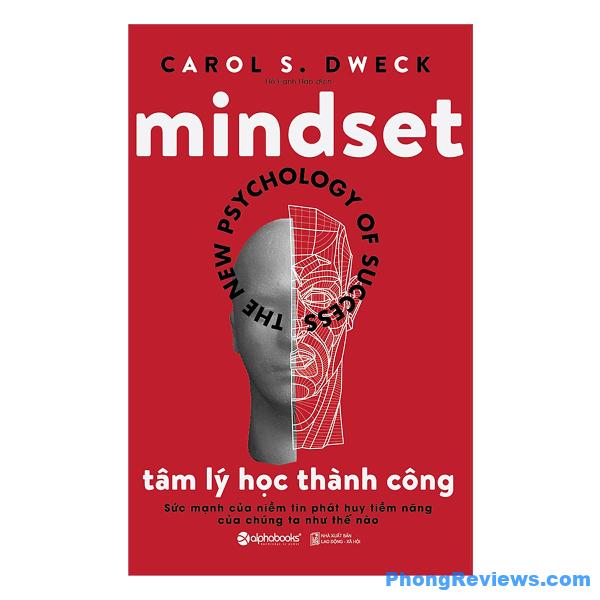 CAROL S. DWECK
mindset
THE NEW PSYCHOLOGY OF SUCCESS
tâm lý học thành công
Sức mạnh của niềm tin phát huy tiềm năng
của chúng ta như thế nào
alphabooks
NHÀ XUẤT BẢN
LAO ĐỘNG - XÃ HỘI
PhongReviews.com